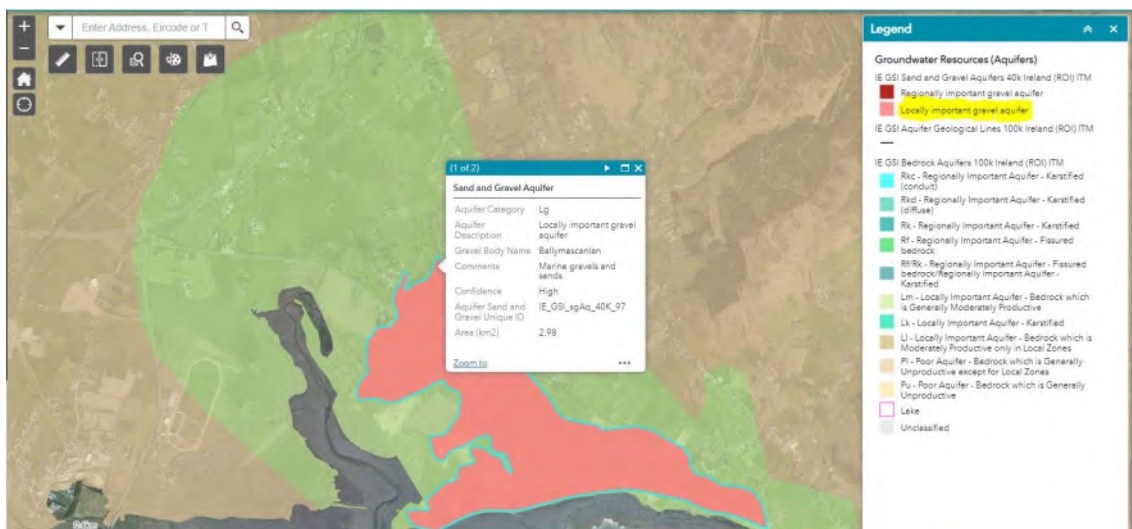 +
−
Enter Address, Eircode or T
(1 of 2)
Sand and Gravel Aquifer
Aquifer Category Lg
Aquifer Description Locally important gravel aquifer
Gravel Body Name Ballymascanlan
Comments Marine gravels and sands
Confidence High
Aquifer Sand and Gravel Unique ID IE_GSI_sgAq_40K_97
Area (km2) 2.98
Zoom to
0.6km
Legend
Groundwater Resources (Aquifers)
IE GSI Sand and Gravel Aquifers 40k Ireland (ROI) ITM
Regionally important gravel aquifer
Locally important gravel aquifer
IE GSI Aquifer Geological Lines 100k Ireland (ROI) ITM
IE GSI Bedrock Aquifers 100k Ireland (ROI) ITM
Rkc - Regionally Important Aquifer - Karstified
(conduit)
Rkd - Regionally Important Aquifer - Karstified
(diffuse)
Rk - Regionally Important Aquifer - Karstified
Rf - Regionally Important Aquifer - Fissured
bedrock
Rf/Rk - Regionally Important Aquifer - Fissured
bedrock/Regionally Important Aquifer -
Karstified
Lm - Locally Important Aquifer - Bedrock which
is Generally Moderately Productive
Lk - Locally Important Aquifer - Karstified
Ll - Locally Important Aquifer - Bedrock which is
Moderately Productive only in Local Zones
Pl - Poor Aquifer - Bedrock which is Generally
Unproductive except for Local Zones
Pu - Poor Aquifer - Bedrock which is Generally
Unproductive
Lake
Unclassified